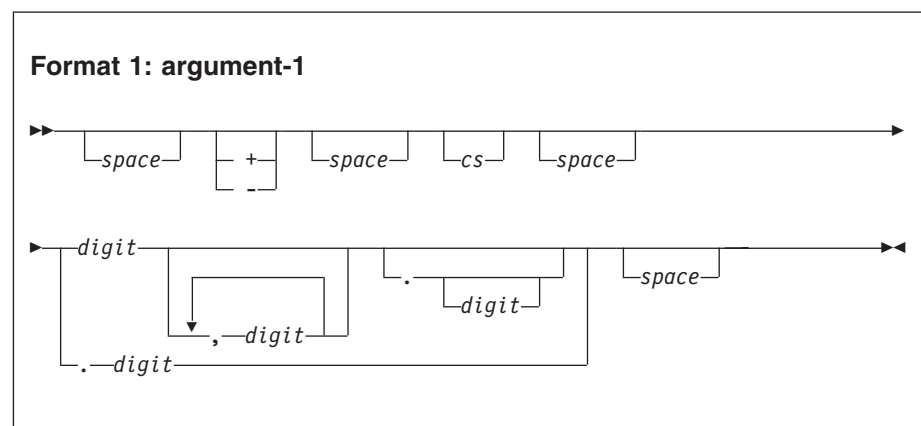 Format 1: argument-1
+
space space cs space
-
digit .
digit space
, digit
. digit